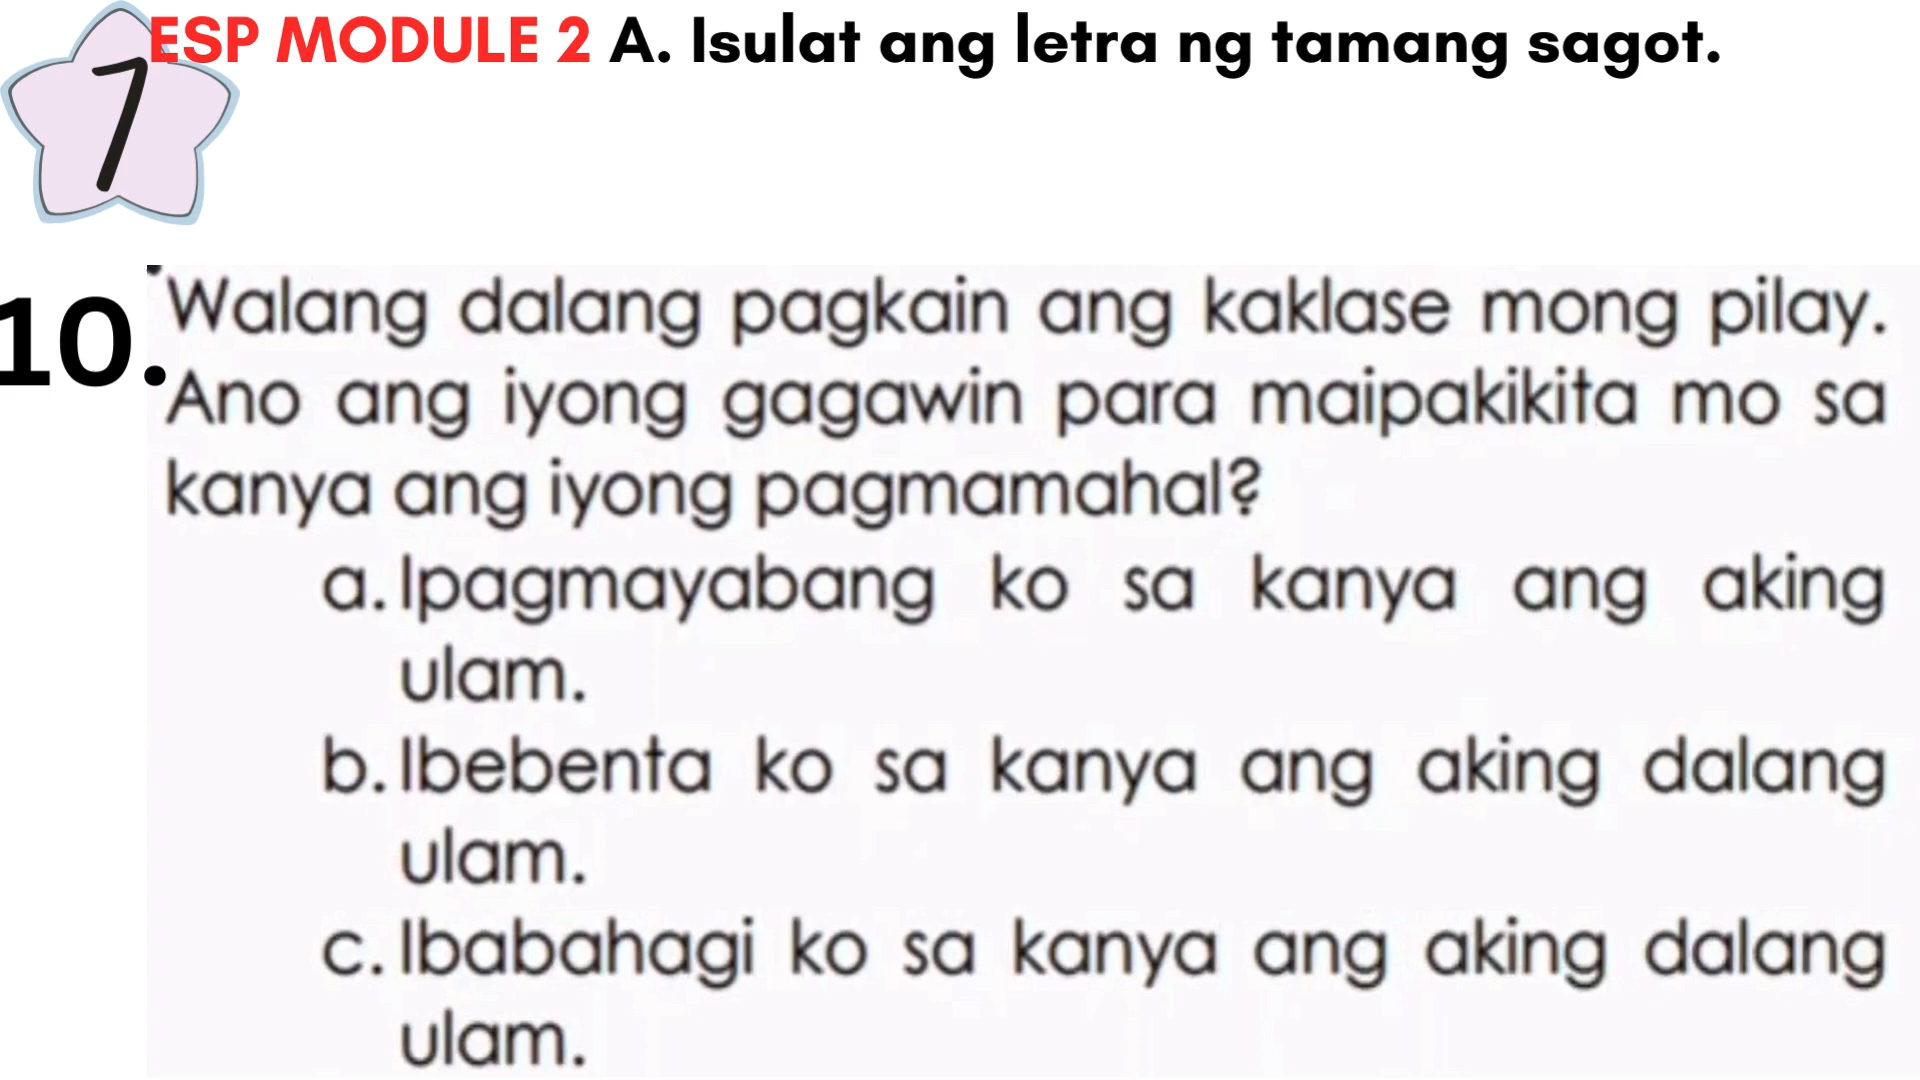 7
ESP MODULE 2 A. Isulat ang letra ng tamang sagot.
10.
Walang dalang pagkain ang kaklase mong pilay.
Ano ang iyong gagawin para maipakikita mo sa
kanya ang iyong pagmamahal?
a. Ipagmayabang ko sa kanya ang aking
ulam.
b. Ibebenta ko sa kanya ang aking dalang
ulam.
c. Ibabahagi ko sa kanya ang aking dalang
ulam.